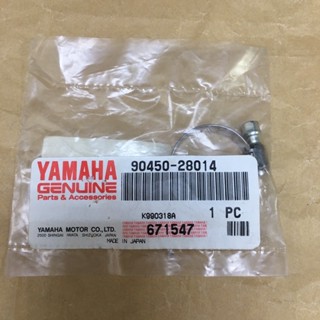 YAMAHA
GENUINE
Parts & Accessories
90450-28014
K990318A
1 PC
YAMAHA MOTOR CO., LTD.
671547
MADE IN JAPAN